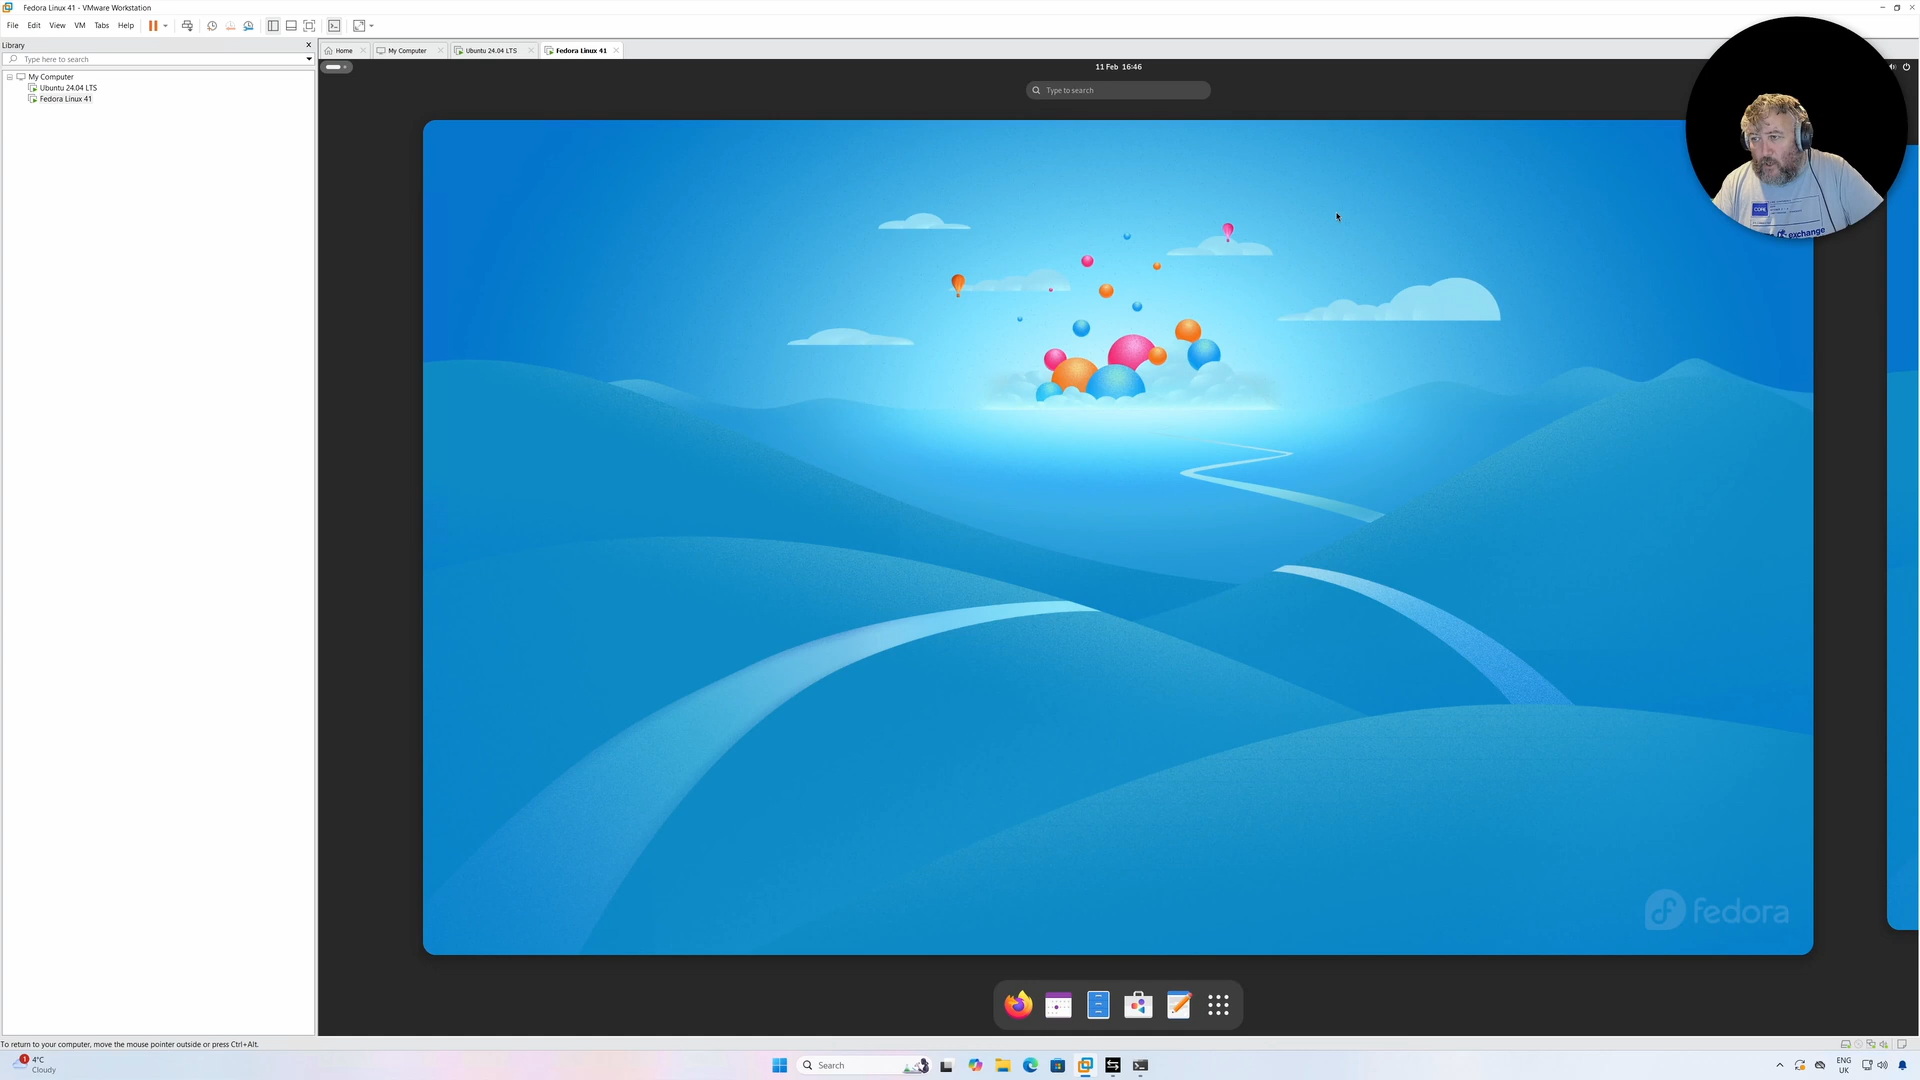 Fedora Linux 41 - VMware Workstation
File Edit View VM Tabs Help
Library
Type here to search
My Computer
Ubuntu 24.04 LTS
Fedora Linux 41
Home
My Computer
Ubuntu 24.04 LTS
Fedora Linux 41
11 Feb 16:46
Type to search
CORE
exchange
fedora
To return to your computer, move the mouse pointer outside or press Ctrl+Alt.
1
4°C
Cloudy
Search
ENG
UK